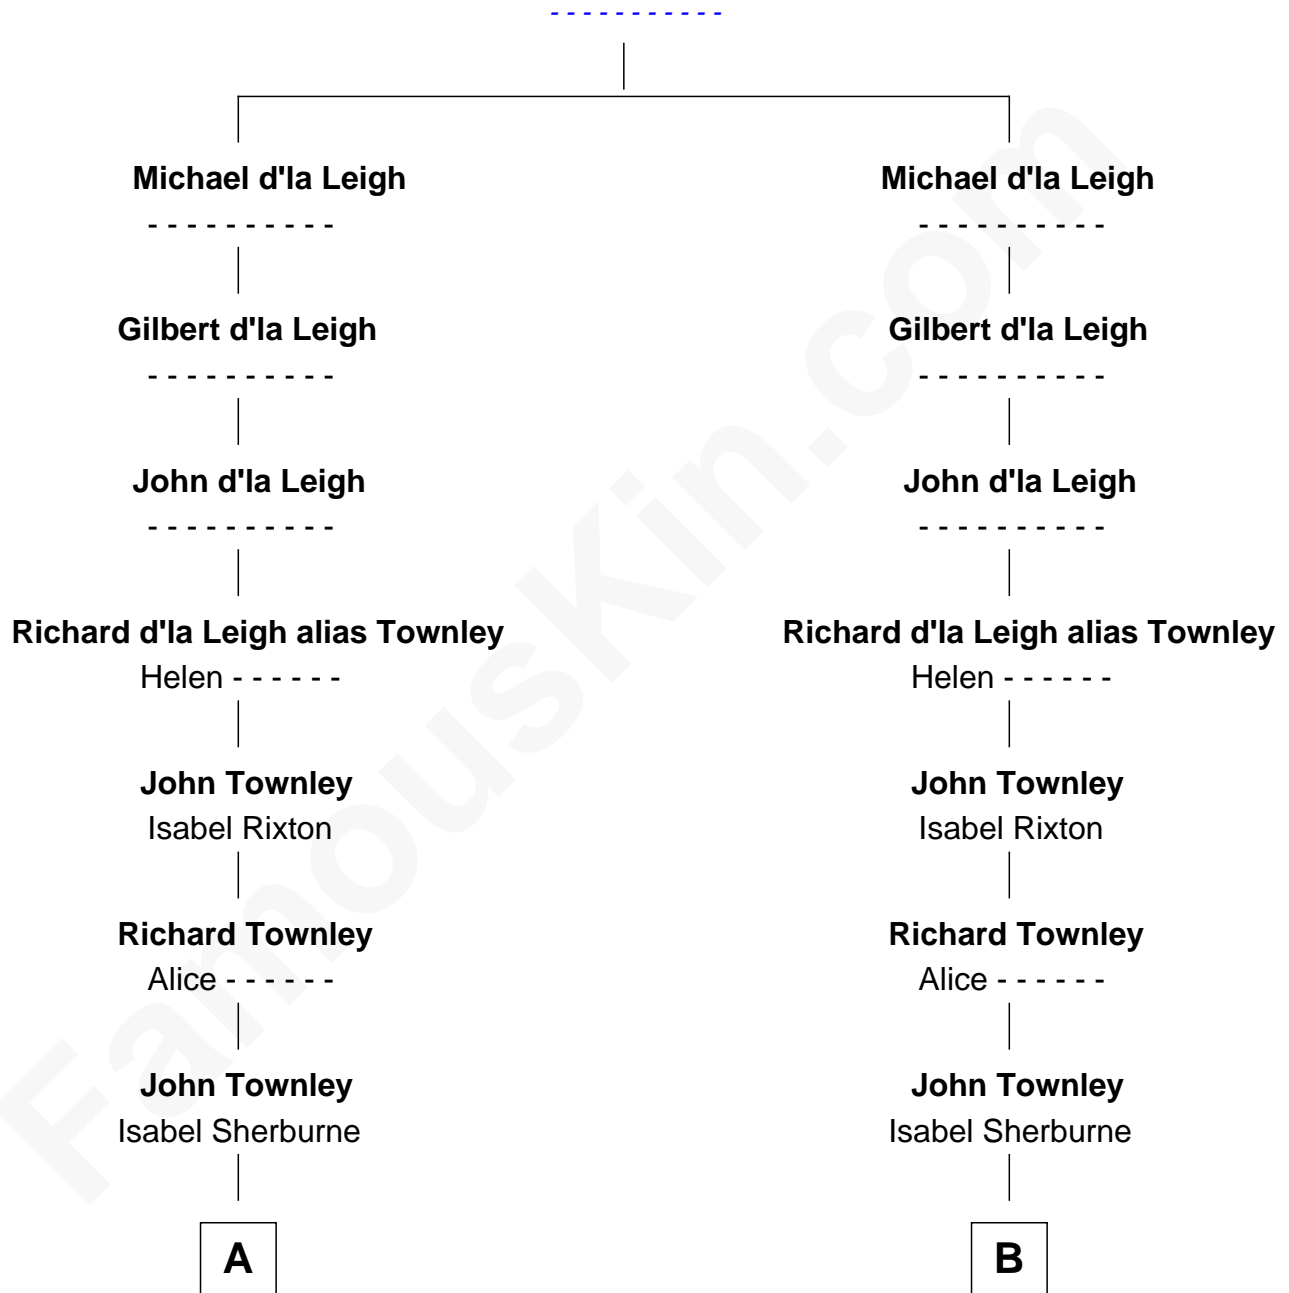 - - - - - - - - - - -
Michael d'la Leigh Michael d'la Leigh
- - - - - - - - - - - - - - - - - - - -
Gilbert d'la Leigh Gilbert d'la Leigh
- - - - - - - - - - - - - - - - - - - -
John d'la Leigh John d'la Leigh
- - - - - - - - - - - - - - - - - - - -
Richard d'la Leigh alias Townley Richard d'la Leigh alias Townley
Helen - - - - - - Helen - - - - - -
John Townley John Townley
Isabel Rixton Isabel Rixton
Richard Townley Richard Townley
Alice - - - - - - Alice - - - - - -
John Townley John Townley
Isabel Sherburne Isabel Sherburne
A B
FamousKin.com